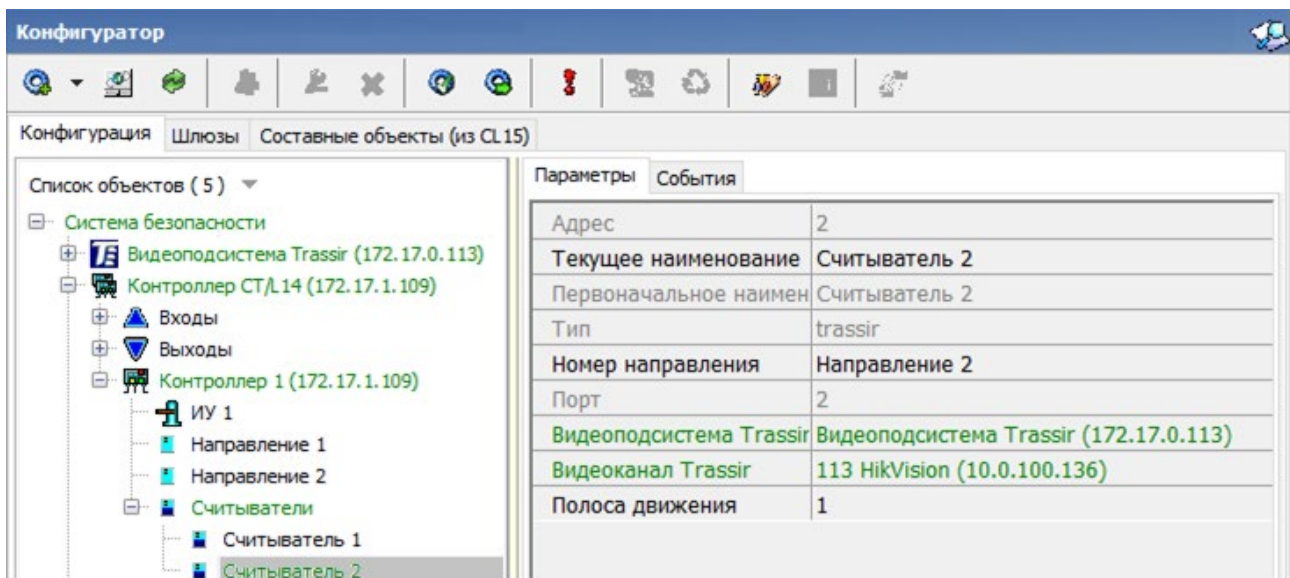 Конфигуратор
Конфигурация Шлюзы Составные объекты (из CL15)
Список объектов ( 5 )
Система безопасности
Видеоподсистема Trassir (172.17.0.113)
Контроллер CT/L14 (172.17.1.109)
Входы
Выходы
Контроллер 1 (172.17.1.109)
ИУ 1
Направление 1
Направление 2
Считыватели
Считыватель 1
Считыватель 2
Параметры События
Адрес 2
Текущее наименование Считыватель 2
Первоначальное наимен Считыватель 2
Тип trassir
Номер направления Направление 2
Порт 2
Видеоподсистема Trassir Видеоподсистема Trassir (172.17.0.113)
Видеоканал Trassir 113 HikVision (10.0.100.136)
Полоса движения 1